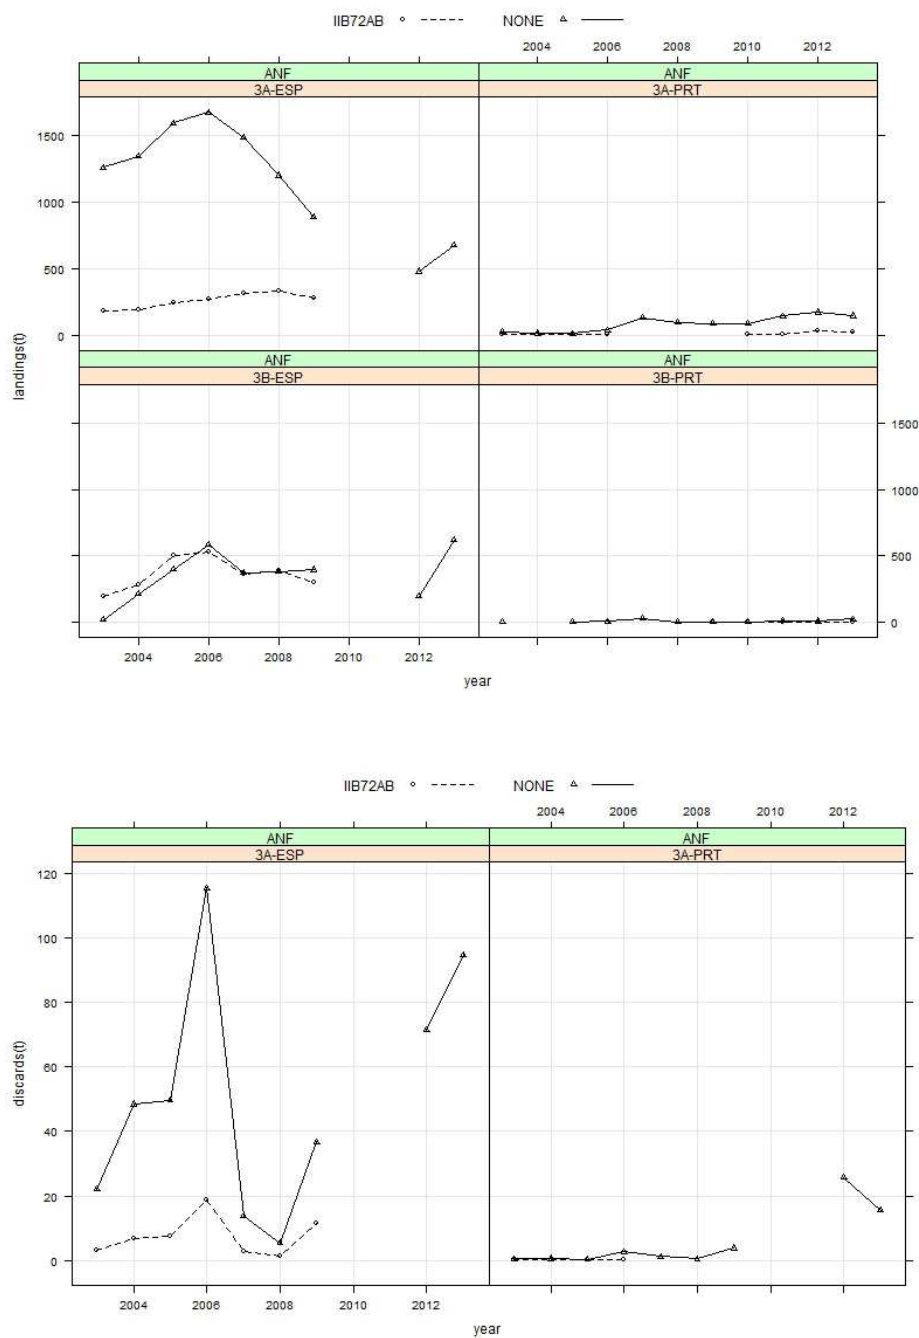 IIB72AB NONE
2004 2006 2008 2010 2012
ANF ANF
3A-ESP 3A-PRT
1500
1000
500
0
landings(t)
ANF ANF
3B-ESP 3B-PRT
1500
1000
500
0
2004 2006 2008 2010 2012
year
IIB72AB NONE
2004 2006 2008 2010 2012
ANF ANF
3A-ESP 3A-PRT
120
100
80
60
40
20
0
discards(t)
2004 2006 2008 2010 2012
year